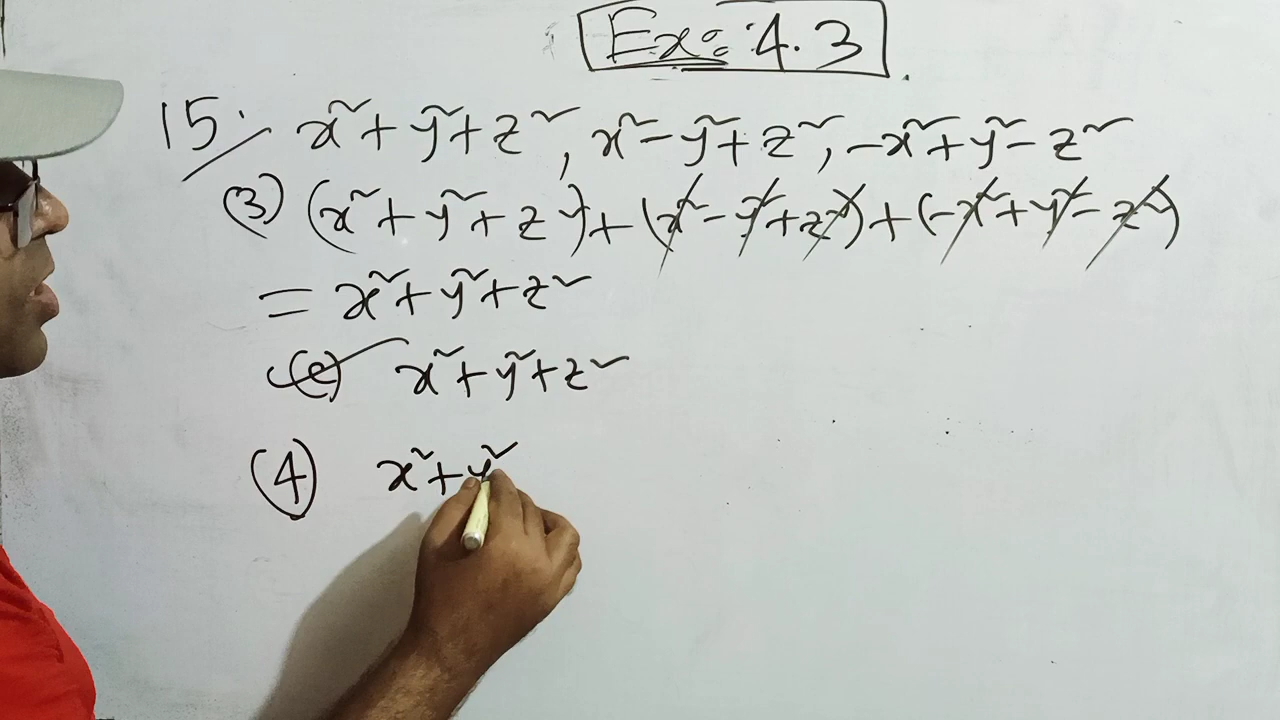 Ex: 4.3
15. x²+y²+z², x²-y²+z², -x²+y²-z²
(3) (x²+y²+z²)+(x²-y²+z²)+(-x²+y²-z²)
= x²+y²+z²
x²+y²+z²
(4) x²+y²